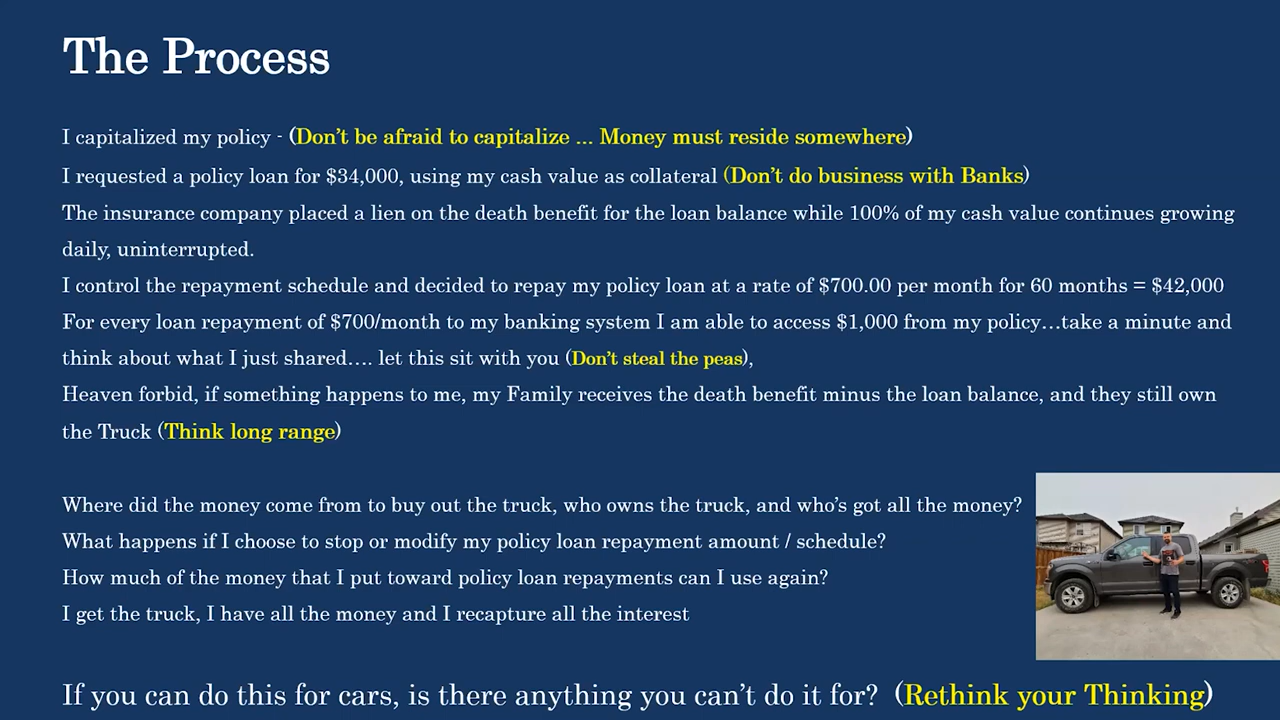 The Process
I capitalized my policy - (Don't be afraid to capitalize ... Money must reside somewhere)
I requested a policy loan for $34,000, using my cash value as collateral (Don't do business with Banks)
The insurance company placed a lien on the death benefit for the loan balance while 100% of my cash value continues growing
daily, uninterrupted.
I control the repayment schedule and decided to repay my policy loan at a rate of $700.00 per month for 60 months = $42,000
For every loan repayment of $700/month to my banking system I am able to access $1,000 from my policy…take a minute and
think about what I just shared…. let this sit with you (Don't steal the peas),
Heaven forbid, if something happens to me, my Family receives the death benefit minus the loan balance, and they still own
the Truck (Think long range)
Where did the money come from to buy out the truck, who owns the truck, and who's got all the money?
What happens if I choose to stop or modify my policy loan repayment amount / schedule?
How much of the money that I put toward policy loan repayments can I use again?
I get the truck, I have all the money and I recapture all the interest
If you can do this for cars, is there anything you can't do it for? (Rethink your Thinking)